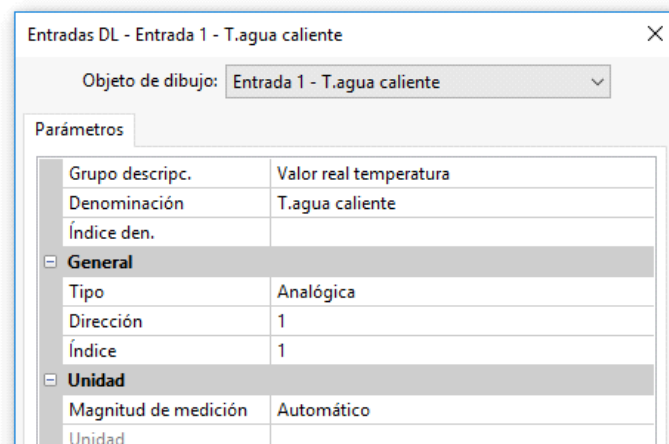 Entradas DL - Entrada 1 - T.agua caliente
Objeto de dibujo: Entrada 1 - T.agua caliente
Parámetros
Grupo descripc. Valor real temperatura
Denominación T.agua caliente
Índice den.
General
Tipo Analógica
Dirección 1
Índice 1
Unidad
Magnitud de medición Automático
Unidad